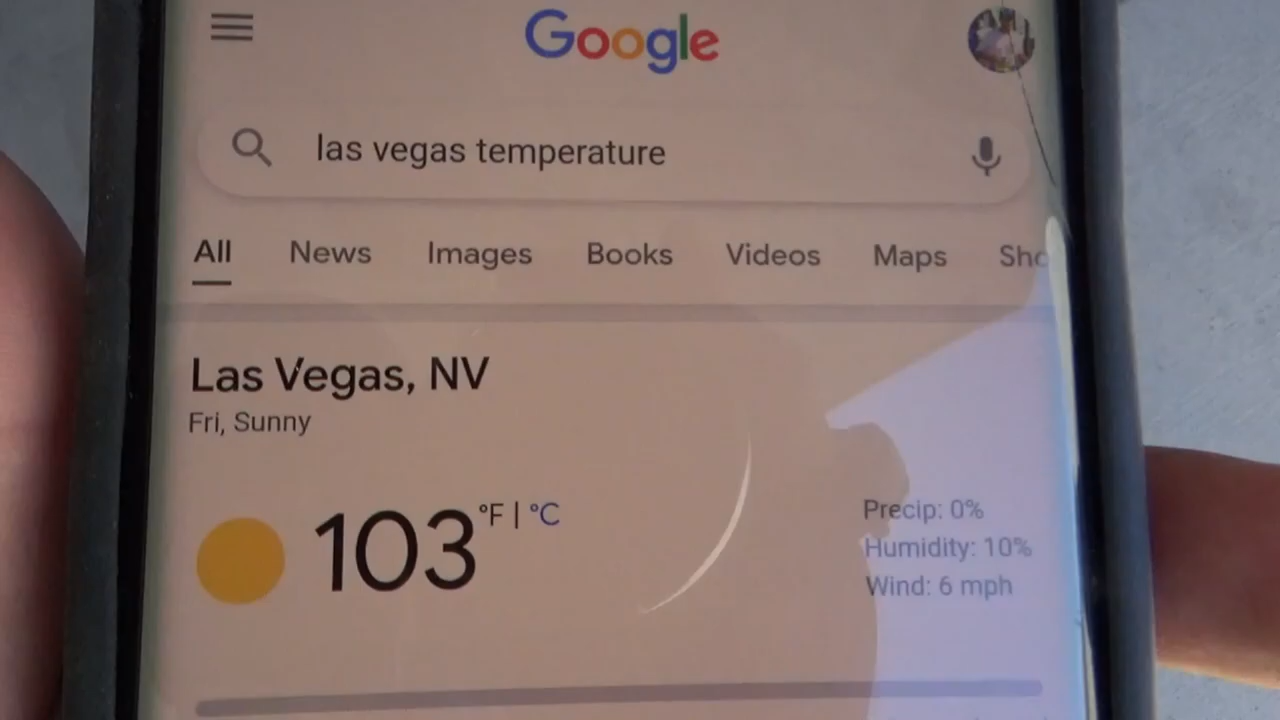 Google
las vegas temperature
All News Images Books Videos Maps Sho
Las Vegas, NV
Fri, Sunny
103 °F | °C
Precip: 0%
Humidity: 10%
Wind: 6 mph